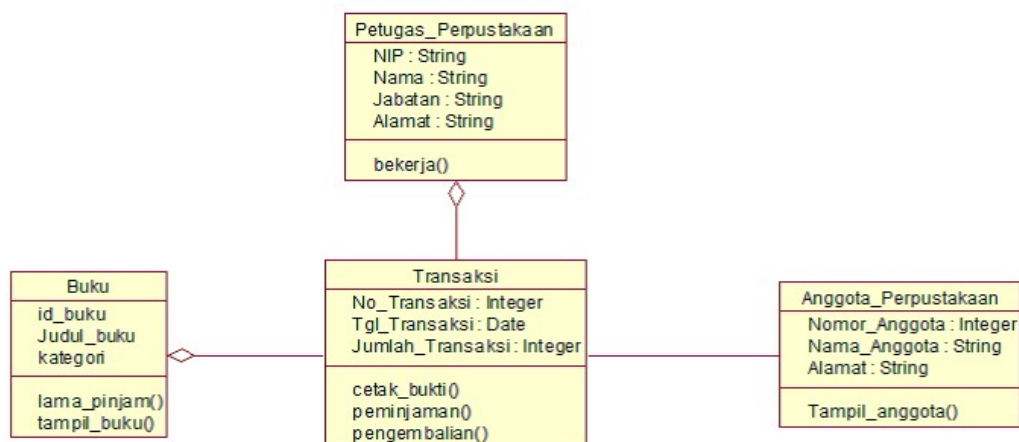 Petugas_Perpustakaan
NIP : String
Nama : String
Jabatan : String
Alamat : String
bekerja()
Buku
id_buku
Judul_buku
kategori
lama_pinjam()
tampil_buku()
Transaksi
No_Transaksi : Integer
Tgl_Transaksi : Date
Jumlah_Transaksi : Integer
cetak_bukti()
peminjaman()
pengembalian()
Anggota_Perpustakaan
Nomor_Anggota : Integer
Nama_Anggota : String
Alamat : String
Tampil_anggota()